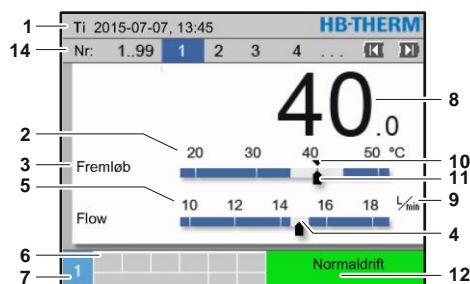 1 Ti 2015-07-07, 13:45 HB-THERM
14 Nr: 1..99 1 2 3 4 ...
40.0 8
2 20 30 40 50 °C 10
3 Fremløb 11
5 10 12 14 16 18 L/min 9
Flow 4
6 Normaldrift
7 1 12